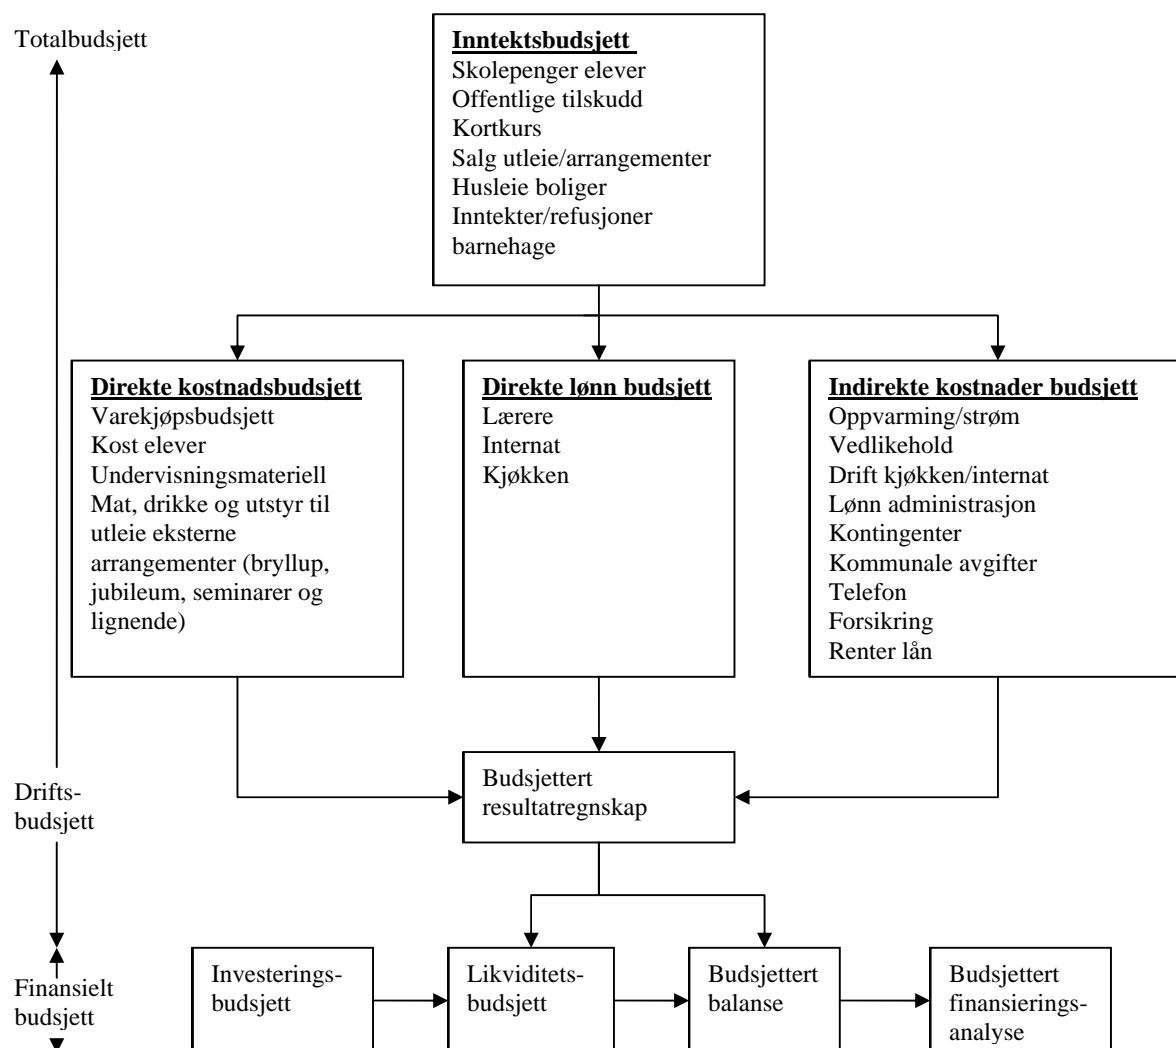 Totalbudsjett
Inntektsbudsjett
Skolepenger elever
Offentlige tilskudd
Kortkurs
Salg utleie/arrangementer
Husleie boliger
Inntekter/refusjoner
barnehage
Direkte kostnadsbudsjett
Varekjøpsbudsjett
Kost elever
Undervisningsmateriell
Mat, drikke og utstyr til
utleie eksterne
arrangementer (bryllup,
jubileum, seminarer og
lignende)
Direkte lønn budsjett
Lærere
Internat
Kjøkken
Indirekte kostnader budsjett
Oppvarming/strøm
Vedlikehold
Drift kjøkken/internat
Lønn administrasjon
Kontingenter
Kommunale avgifter
Telefon
Forsikring
Renter lån
Budsjettert
resultatregnskap
Drifts-
budsjett
Finansielt
budsjett
Investerings-
budsjett
Likviditets-
budsjett
Budsjettert
balanse
Budsjettert
finansierings-
analyse